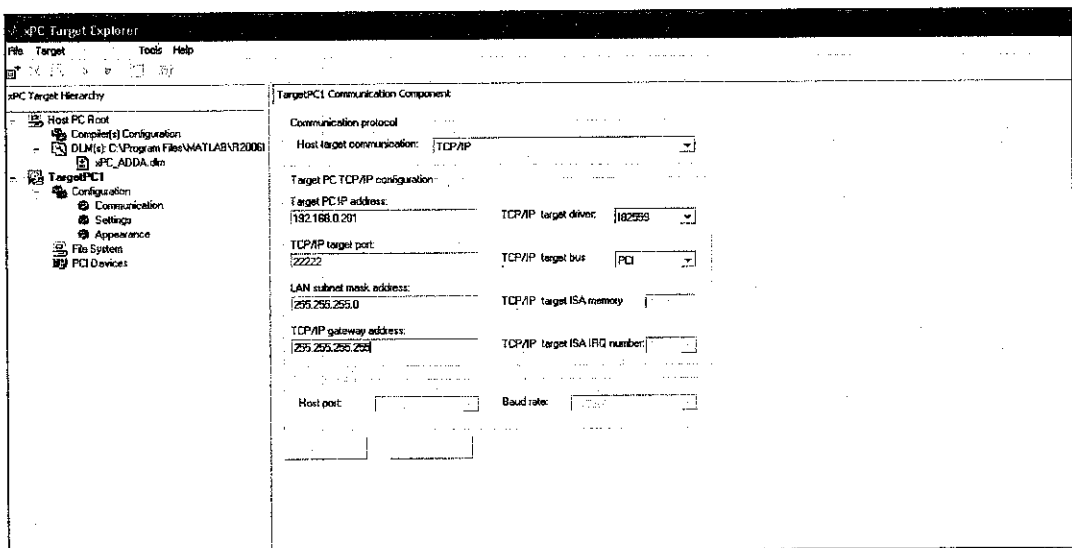 xPC Target Explorer
File Target Tools Help
xPC Target Hierarchy
Host PC Root
Compiler(s) Configuration
DLM(s): C:\Program Files\MATLAB\R2006
xPC_ADDA.dlm
TargetPC1
Configuration
Communication
Settings
Appearance
File System
PCI Devices
TargetPC1 Communication Component
Communication protocol
Host target communication: TCP/IP
Target PC TCP/IP configuration
Target PC IP address:
192.168.0.201
TCP/IP target driver: I82559
TCP/IP target port:
22222
TCP/IP target bus PCI
LAN subnet mask address:
255.255.255.0
TCP/IP target ISA memory
TCP/IP gateway address:
255.255.255.255
TCP/IP target ISA IRQ number:
Host port:
Baud rate: